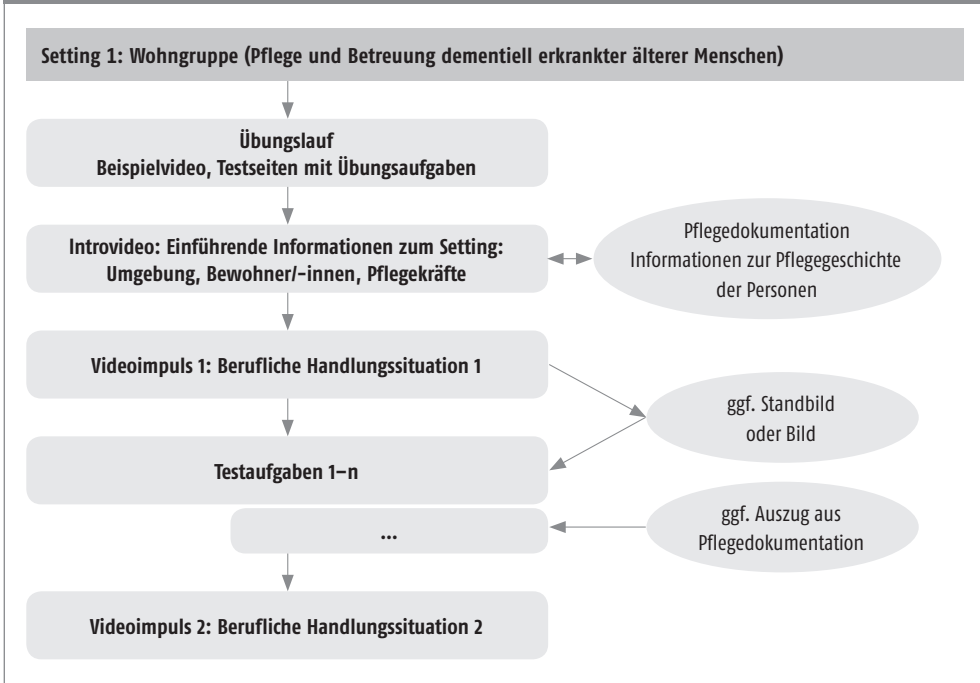 Setting 1: Wohngruppe (Pflege und Betreuung dementiell erkrankter älterer Menschen)
Übungslauf
Beispielvideo, Testseiten mit Übungsaufgaben
Introvideo: Einführende Informationen zum Setting:
Umgebung, Bewohner/-innen, Pflegekräfte
Pflegedokumentation
Informationen zur Pflegegeschichte
der Personen
Videoimpuls 1: Berufliche Handlungssituation 1
ggf. Standbild
oder Bild
Testaufgaben 1–n
...
ggf. Auszug aus
Pflegedokumentation
Videoimpuls 2: Berufliche Handlungssituation 2